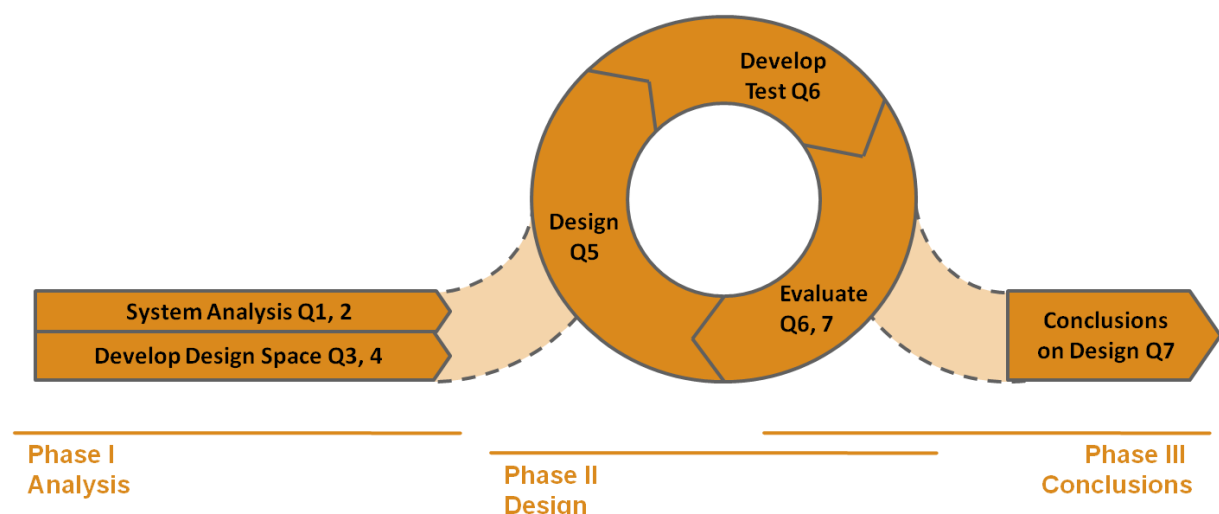 Develop
Test Q6
Design
Q5
Evaluate
Q6, 7
System Analysis Q1, 2
Develop Design Space Q3, 4
Conclusions
on Design Q7
Phase I
Analysis
Phase II
Design
Phase III
Conclusions